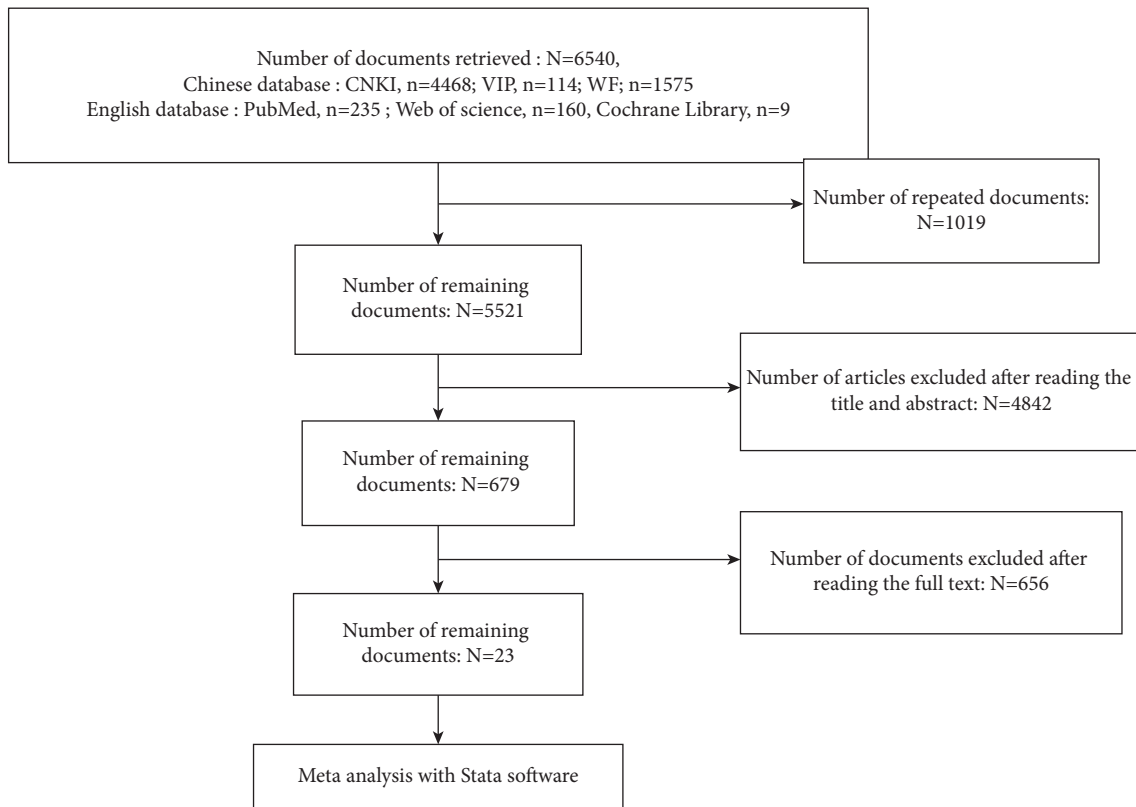 Number of documents retrieved : N=6540,
Chinese database : CNKI, n=4468; VIP, n=114; WF; n=1575
English database : PubMed, n=235 ; Web of science, n=160, Cochrane Library, n=9
Number of repeated documents:
N=1019
Number of remaining
documents: N=5521
Number of articles excluded after reading the
title and abstract: N=4842
Number of remaining
documents: N=679
Number of documents excluded after
reading the full text: N=656
Number of remaining
documents: N=23
Meta analysis with Stata software